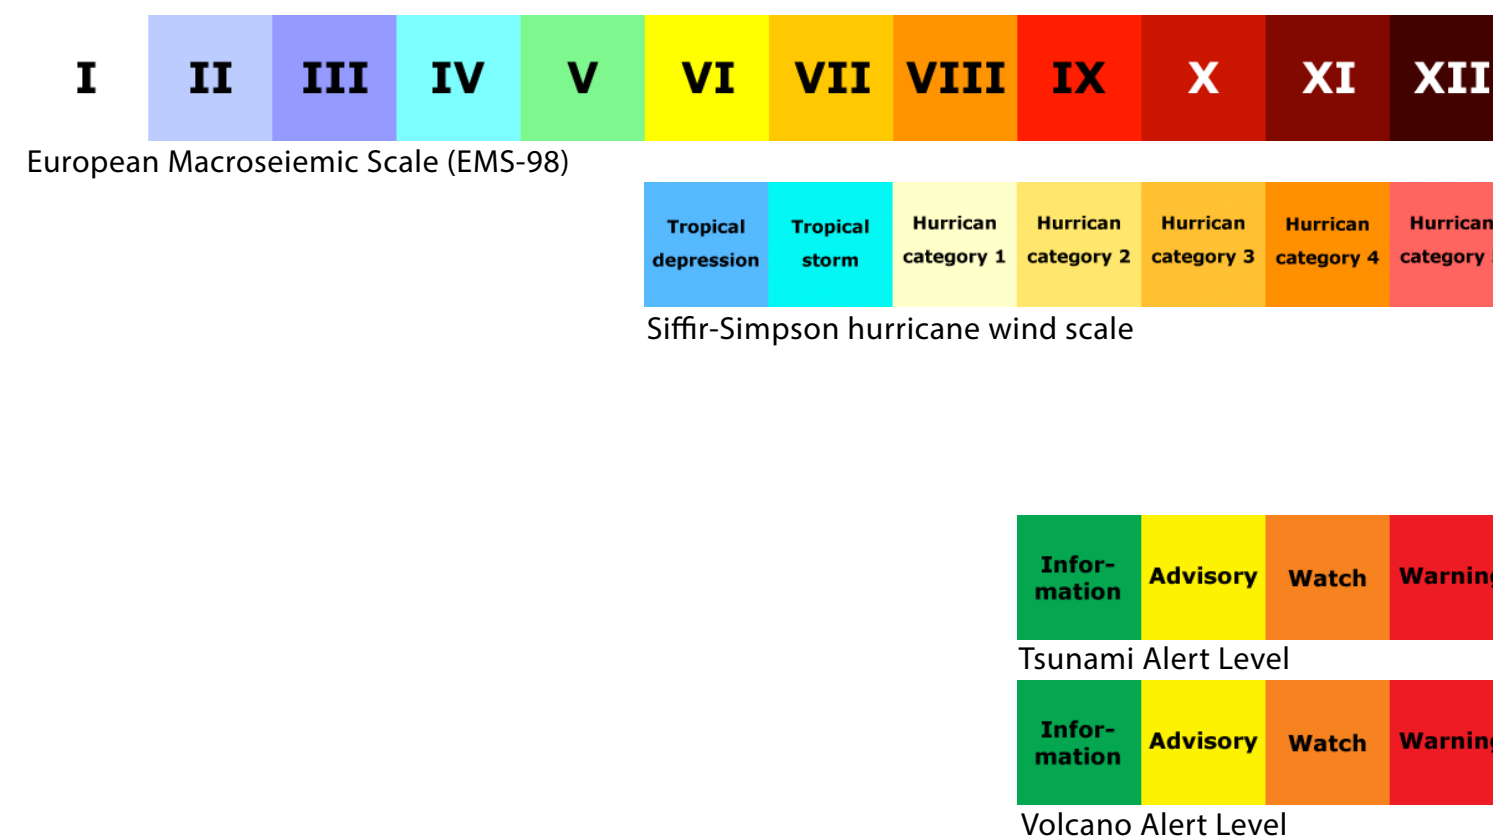 I II III IV V VI VII VIII IX X XI XII
European Macroseiemic Scale (EMS-98)
Tropical depression
Tropical storm
Hurrican category 1
Hurrican category 2
Hurrican category 3
Hurrican category 4
Hurrican category
Siffir-Simpson hurricane wind scale
Infor-
mation
Advisory
Watch
Warning
Tsunami Alert Level
Infor-
mation
Advisory
Watch
Warning
Volcano Alert Level